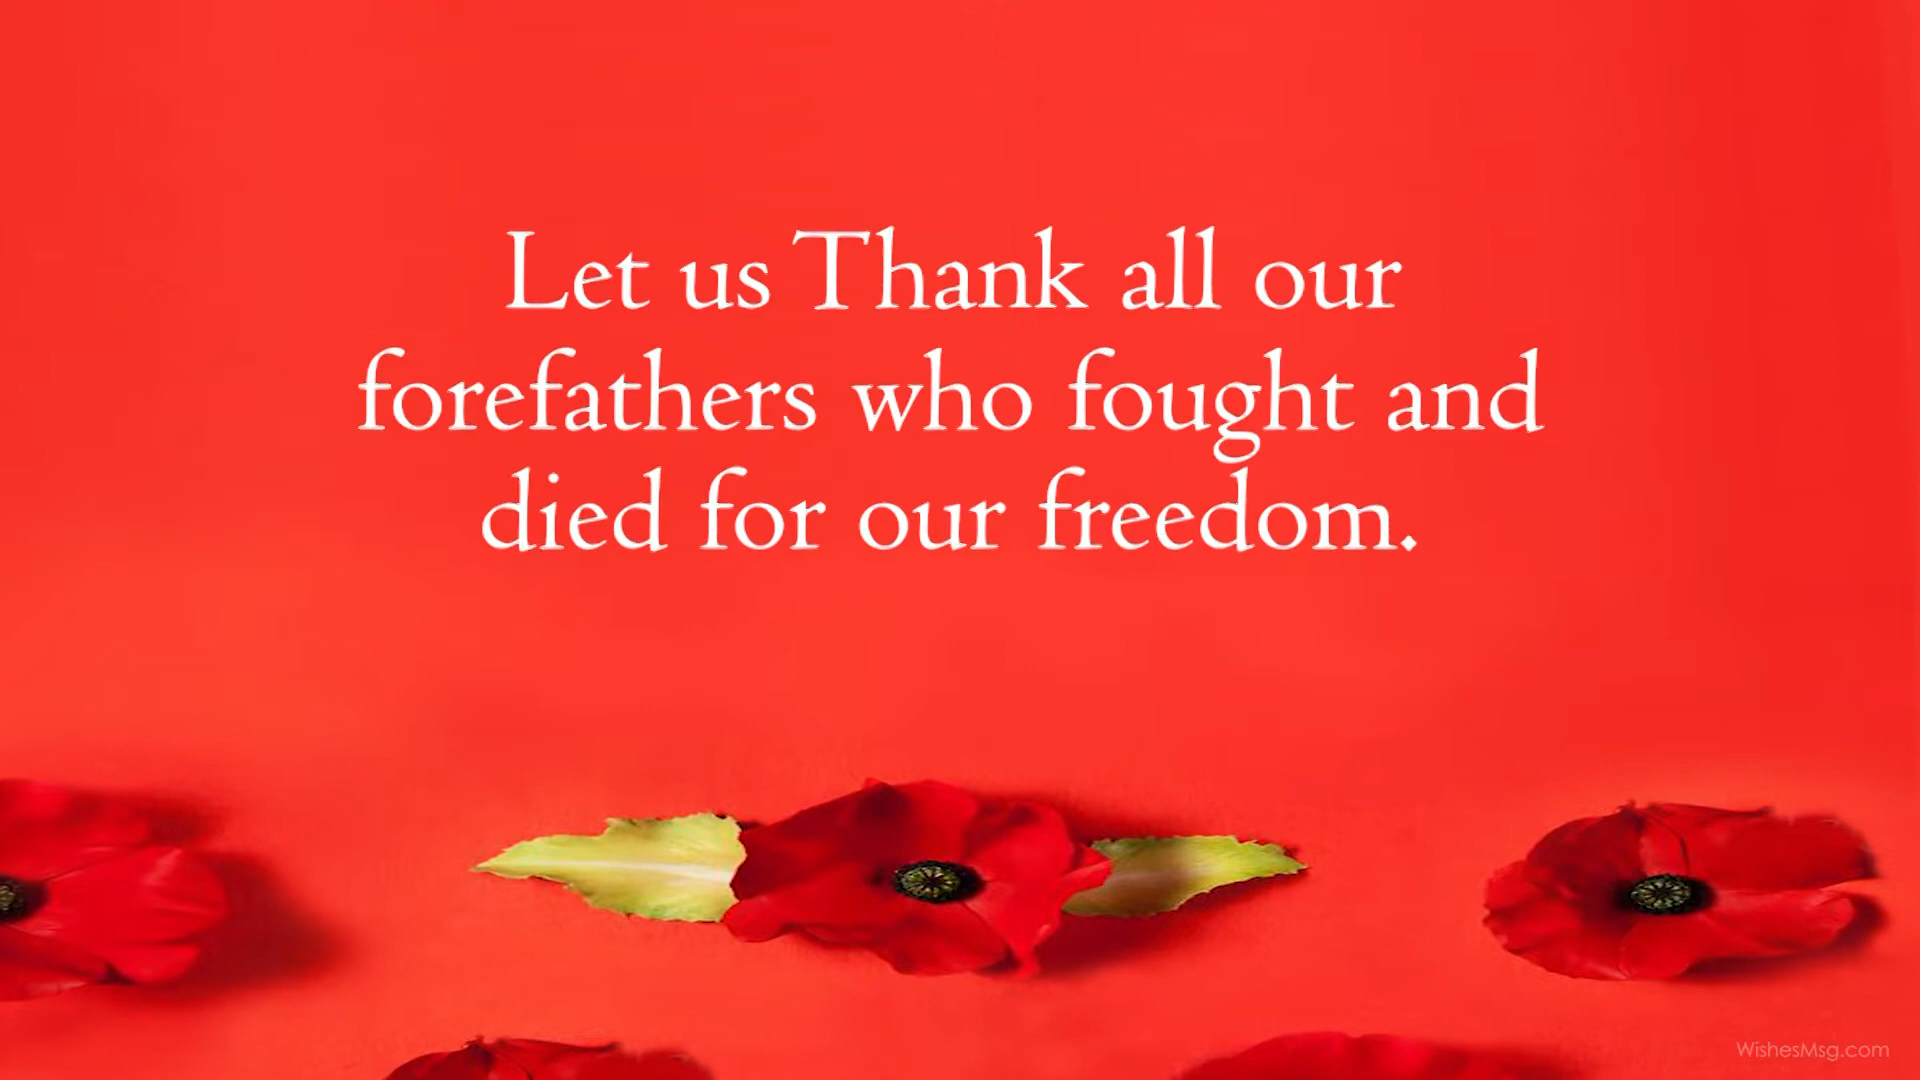 Let us Thank all our
forefathers who fought and
died for our freedom.
WishesMsg.com